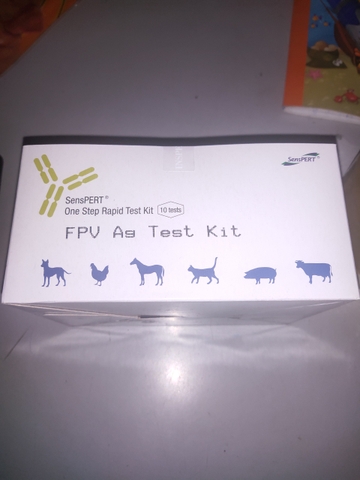 SensPERT
SensPERT®
One Step Rapid Test Kit 10 tests
FPV Ag Test Kit